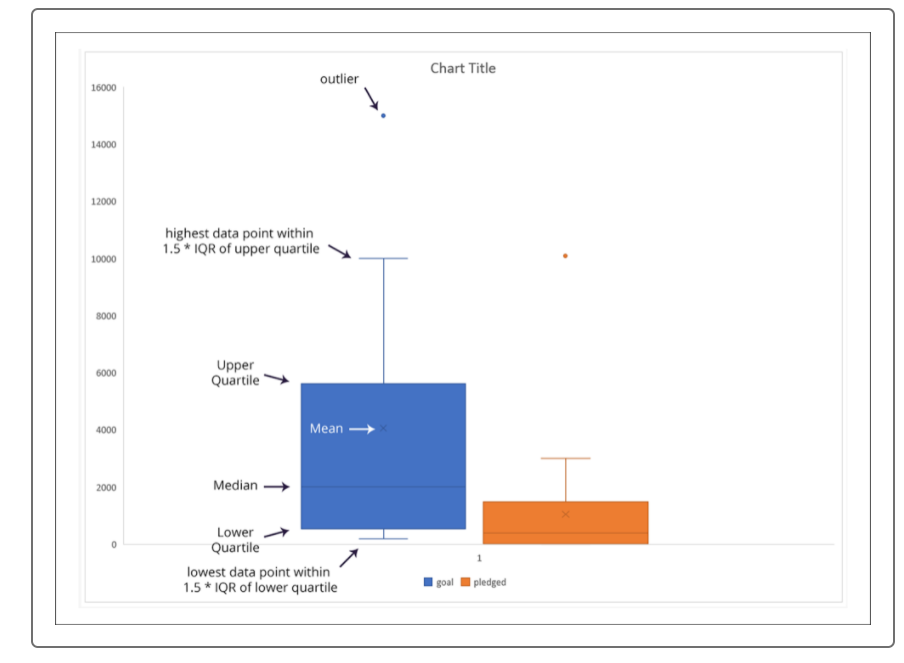 Chart Title
outlier
16000
14000
12000
highest data point within
1.5 * IQR of upper quartile
10000
8000
Upper
Quartile
6000
Mean
4000
Median
2000
Lower
Quartile
0
1
lowest data point within
1.5 * IQR of lower quartile
goal pledged